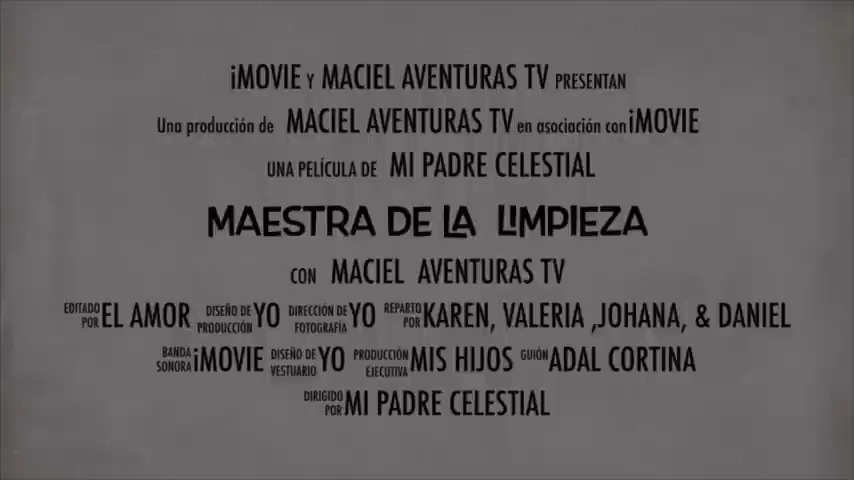 iMOVIE Y MACIEL AVENTURAS TV PRESENTAN
Una producción de MACIEL AVENTURAS TV en asociación con iMOVIE
UNA PELÍCULA DE MI PADRE CELESTIAL
MAESTRA DE LA LIMPIEZA
CON MACIEL AVENTURAS TV
EDITADO POR EL AMOR DISEÑO DE PRODUCCIÓN YO DIRECCIÓN DE FOTOGRAFÍA YO REPARTO POR KAREN, VALERIA ,JOHANA, & DANIEL
BANDA SONORA iMOVIE DISEÑO DE VESTUARIO YO PRODUCCIÓN EJECUTIVA MIS HIJOS GUIÓN ADAL CORTINA
DIRIGIDO POR MI PADRE CELESTIAL